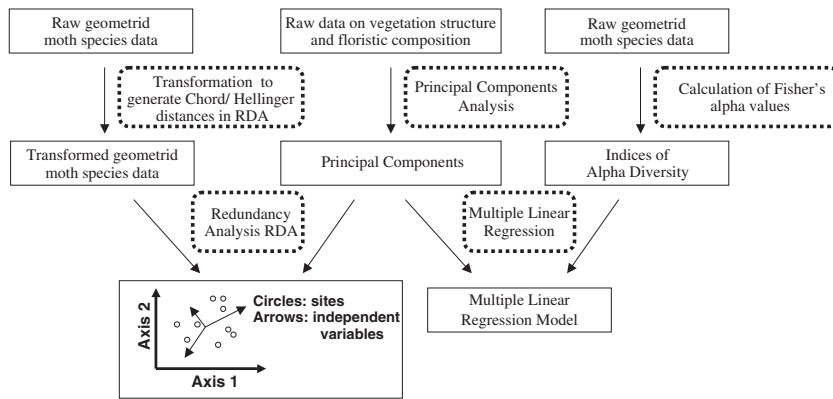 Raw geometrid
moth species data
Raw data on vegetation structure
and floristic composition
Raw geometrid
moth species data
Transformation to
generate Chord/ Hellinger
distances in RDA
Principal Components
Analysis
Calculation of Fisher's
alpha values
Transformed geometrid
moth species data
Principal Components
Indices of
Alpha Diversity
Redundancy
Analysis RDA
Multiple Linear
Regression
Axis 2
Circles: sites
Arrows: independent
variables
Axis 1
Multiple Linear
Regression Model